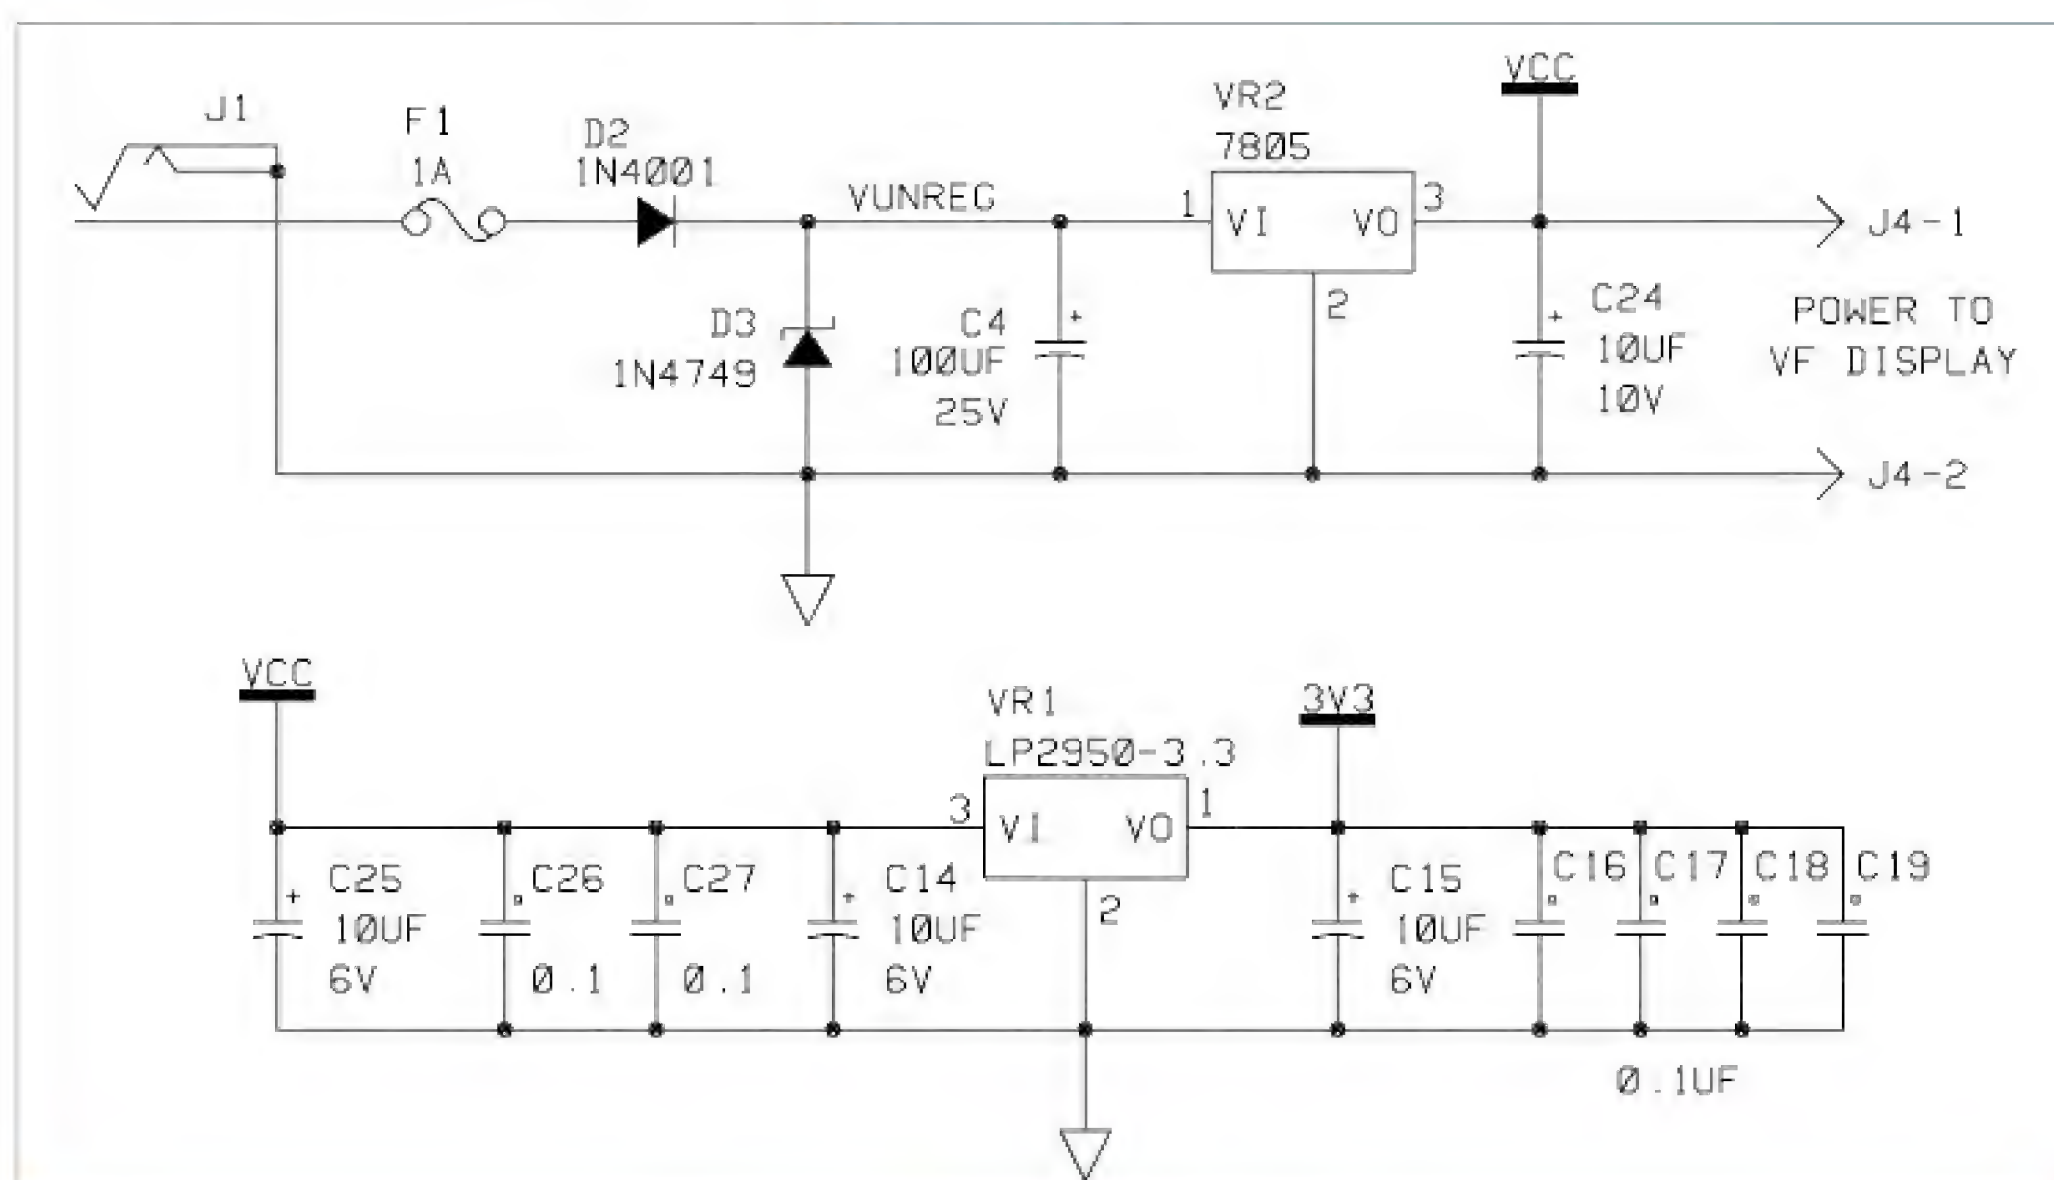 J1
F1
1A
D2
1N4001
VUNREG
VR2
7805
1
VI
VO
3
2
VCC
J4-1
D3
1N4749
C4
+
100UF
25V
C24
+
10UF
10V
POWER TO
VF DISPLAY
J4-2
VCC
VR1
LP2950-3.3
3
VI
VO
1
2
3V3
C25
+
10UF
6V
C26
0.1
C27
0.1
C14
+
10UF
6V
C15
+
10UF
6V
C16
C17
C18
C19
0.1UF